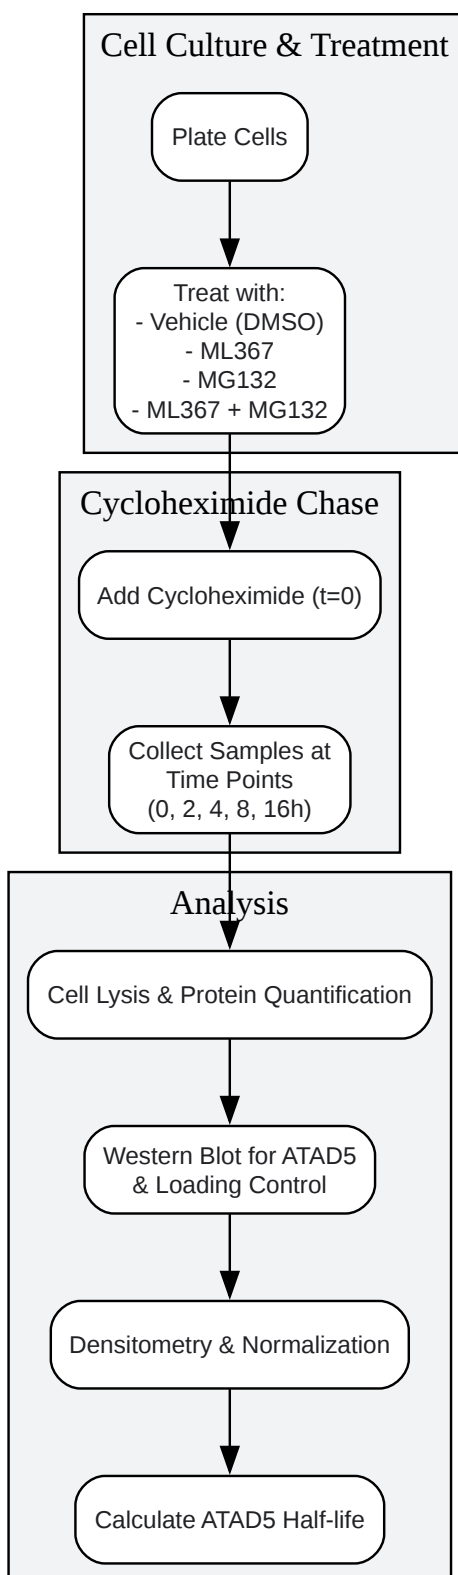 Cell Culture & Treatment
Plate Cells
Treat with:
- Vehicle (DMSO)
- ML367
- MG132
- ML367 + MG132
Cycloheximide Chase
Add Cycloheximide (t=0)
Collect Samples at
Time Points
(0, 2, 4, 8, 16h)
Analysis
Cell Lysis & Protein Quantification
Western Blot for ATAD5
& Loading Control
Densitometry & Normalization
Calculate ATAD5 Half-life